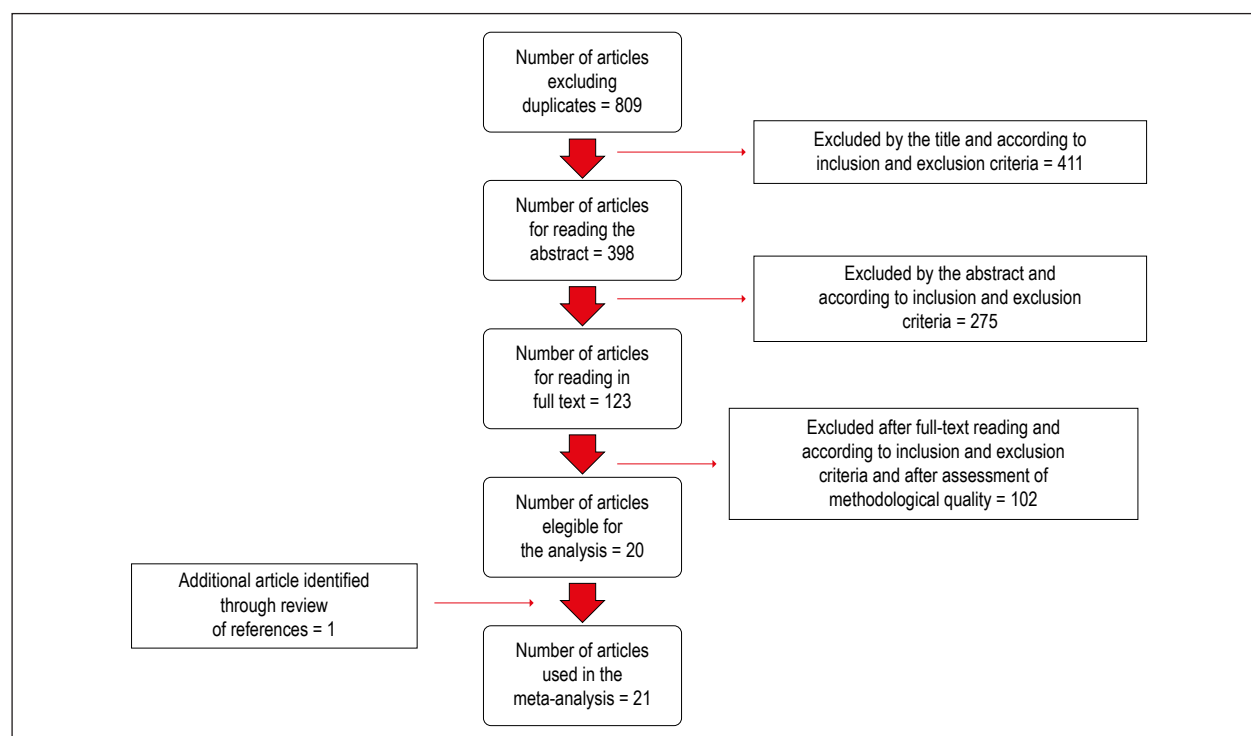 Number of articles
excluding
duplicates = 809
Excluded by the title and according to
inclusion and exclusion criteria = 411
Number of articles
for reading the
abstract = 398
Excluded by the abstract and
according to inclusion and exclusion
criteria = 275
Number of articles
for reading in
full text = 123
Excluded after full-text reading and
according to inclusion and exclusion
criteria and after assessment of
methodological quality = 102
Number of articles
elegible for
the analysis = 20
Additional article identified
through review
of references = 1
Number of articles
used in the
meta-analysis = 21